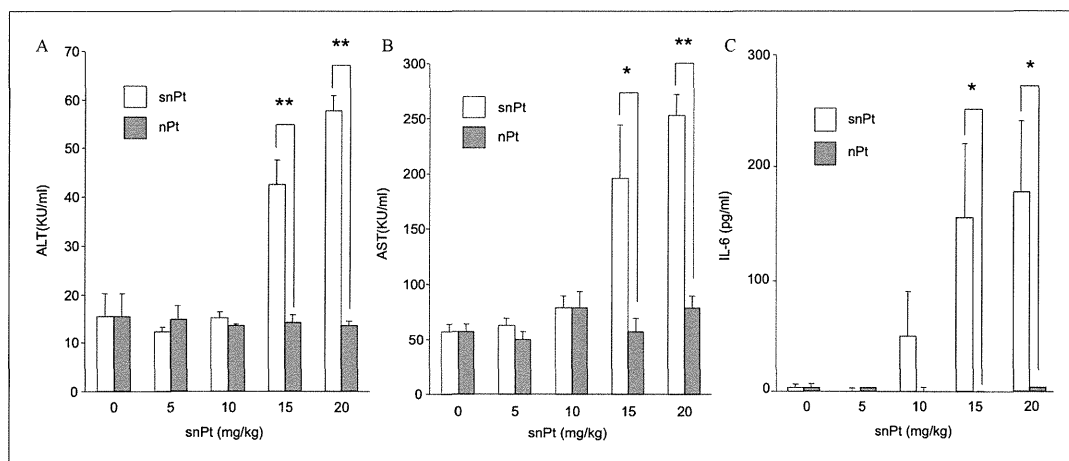 A
70
60
50
40
30
20
10
0
ALT(KU/ml)
snPt
nPt
**
**
0 5 10 15 20
snPt (mg/kg)
B
300
250
200
150
100
50
0
AST(KU/ml)
snPt
nPt
*
**
0 5 10 15 20
snPt (mg/kg)
C
300
200
100
0
IL-6 (pg/ml)
snPt
nPt
*
*
0 5 10 15 20
snPt (mg/kg)